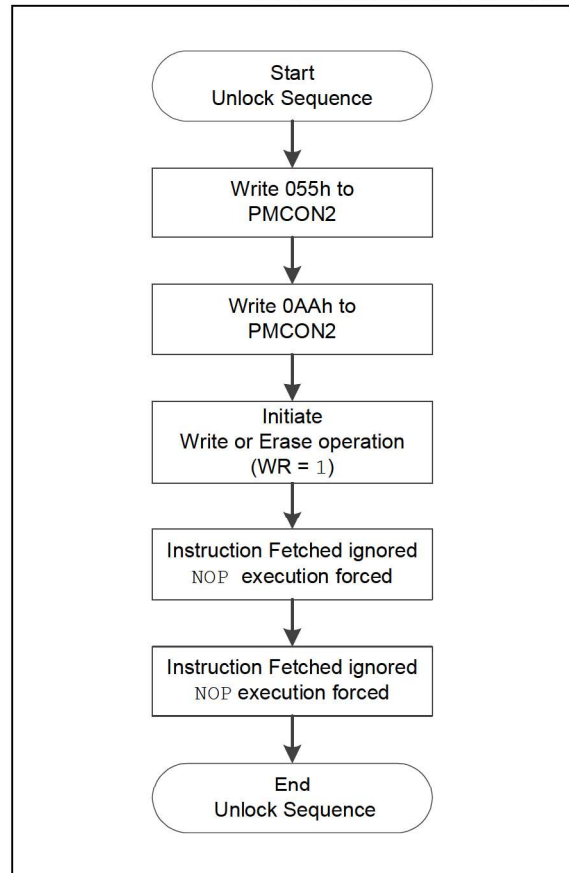 Start
Unlock Sequence
Write 055h to
PMCON2
Write 0AAh to
PMCON2
Initiate
Write or Erase operation
(WR = 1)
Instruction Fetched ignored
NOP execution forced
Instruction Fetched ignored
NOP execution forced
End
Unlock Sequence